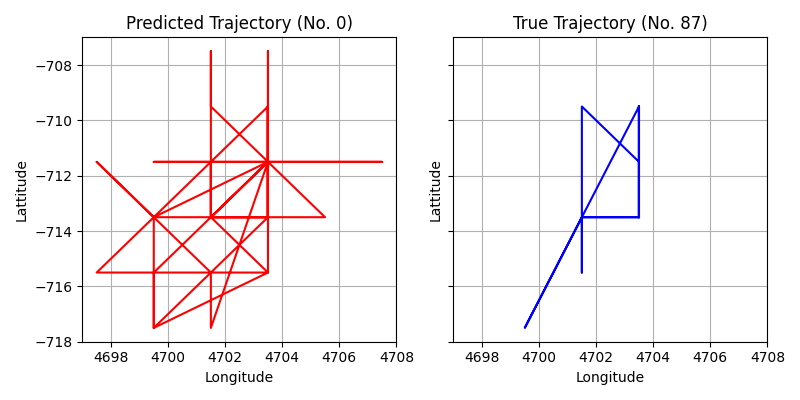 Predicted Trajectory (No. 0)
True Trajectory (No. 87)
−708
−710
−712
−714
−716
−718
Lattitude
Lattitude
4698 4700 4702 4704 4706 4708
4698 4700 4702 4704 4706 4708
Longitude
Longitude